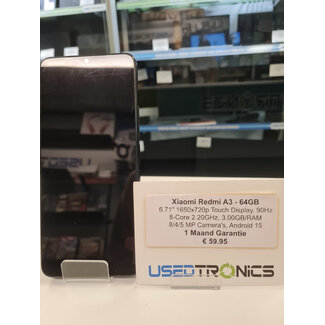 Xiaomi Redmi A3 - 64GB
6.71" 1650x720p Touch Display, 90Hz
8-Core 2.20GHz, 3.00GB/RAM
8/4/5 MP Camera's, Android 15
1 Maand Garantie
€ 59.95
USEDTRONICS